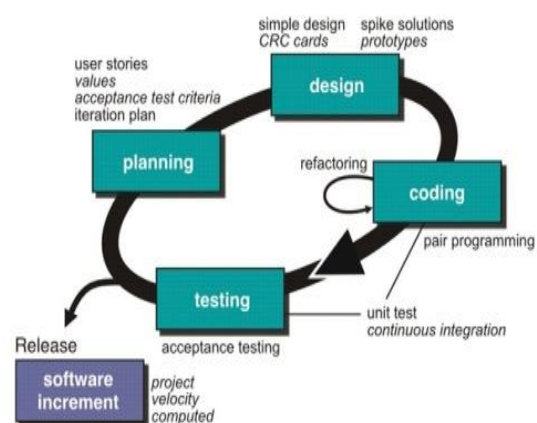 simple design
CRC cards
spike solutions
prototypes
user stories
values
acceptance test criteria
iteration plan
design
planning
refactoring
coding
pair programming
testing
unit test
continuous integration
acceptance testing
Release
software
increment
project
velocity
computed